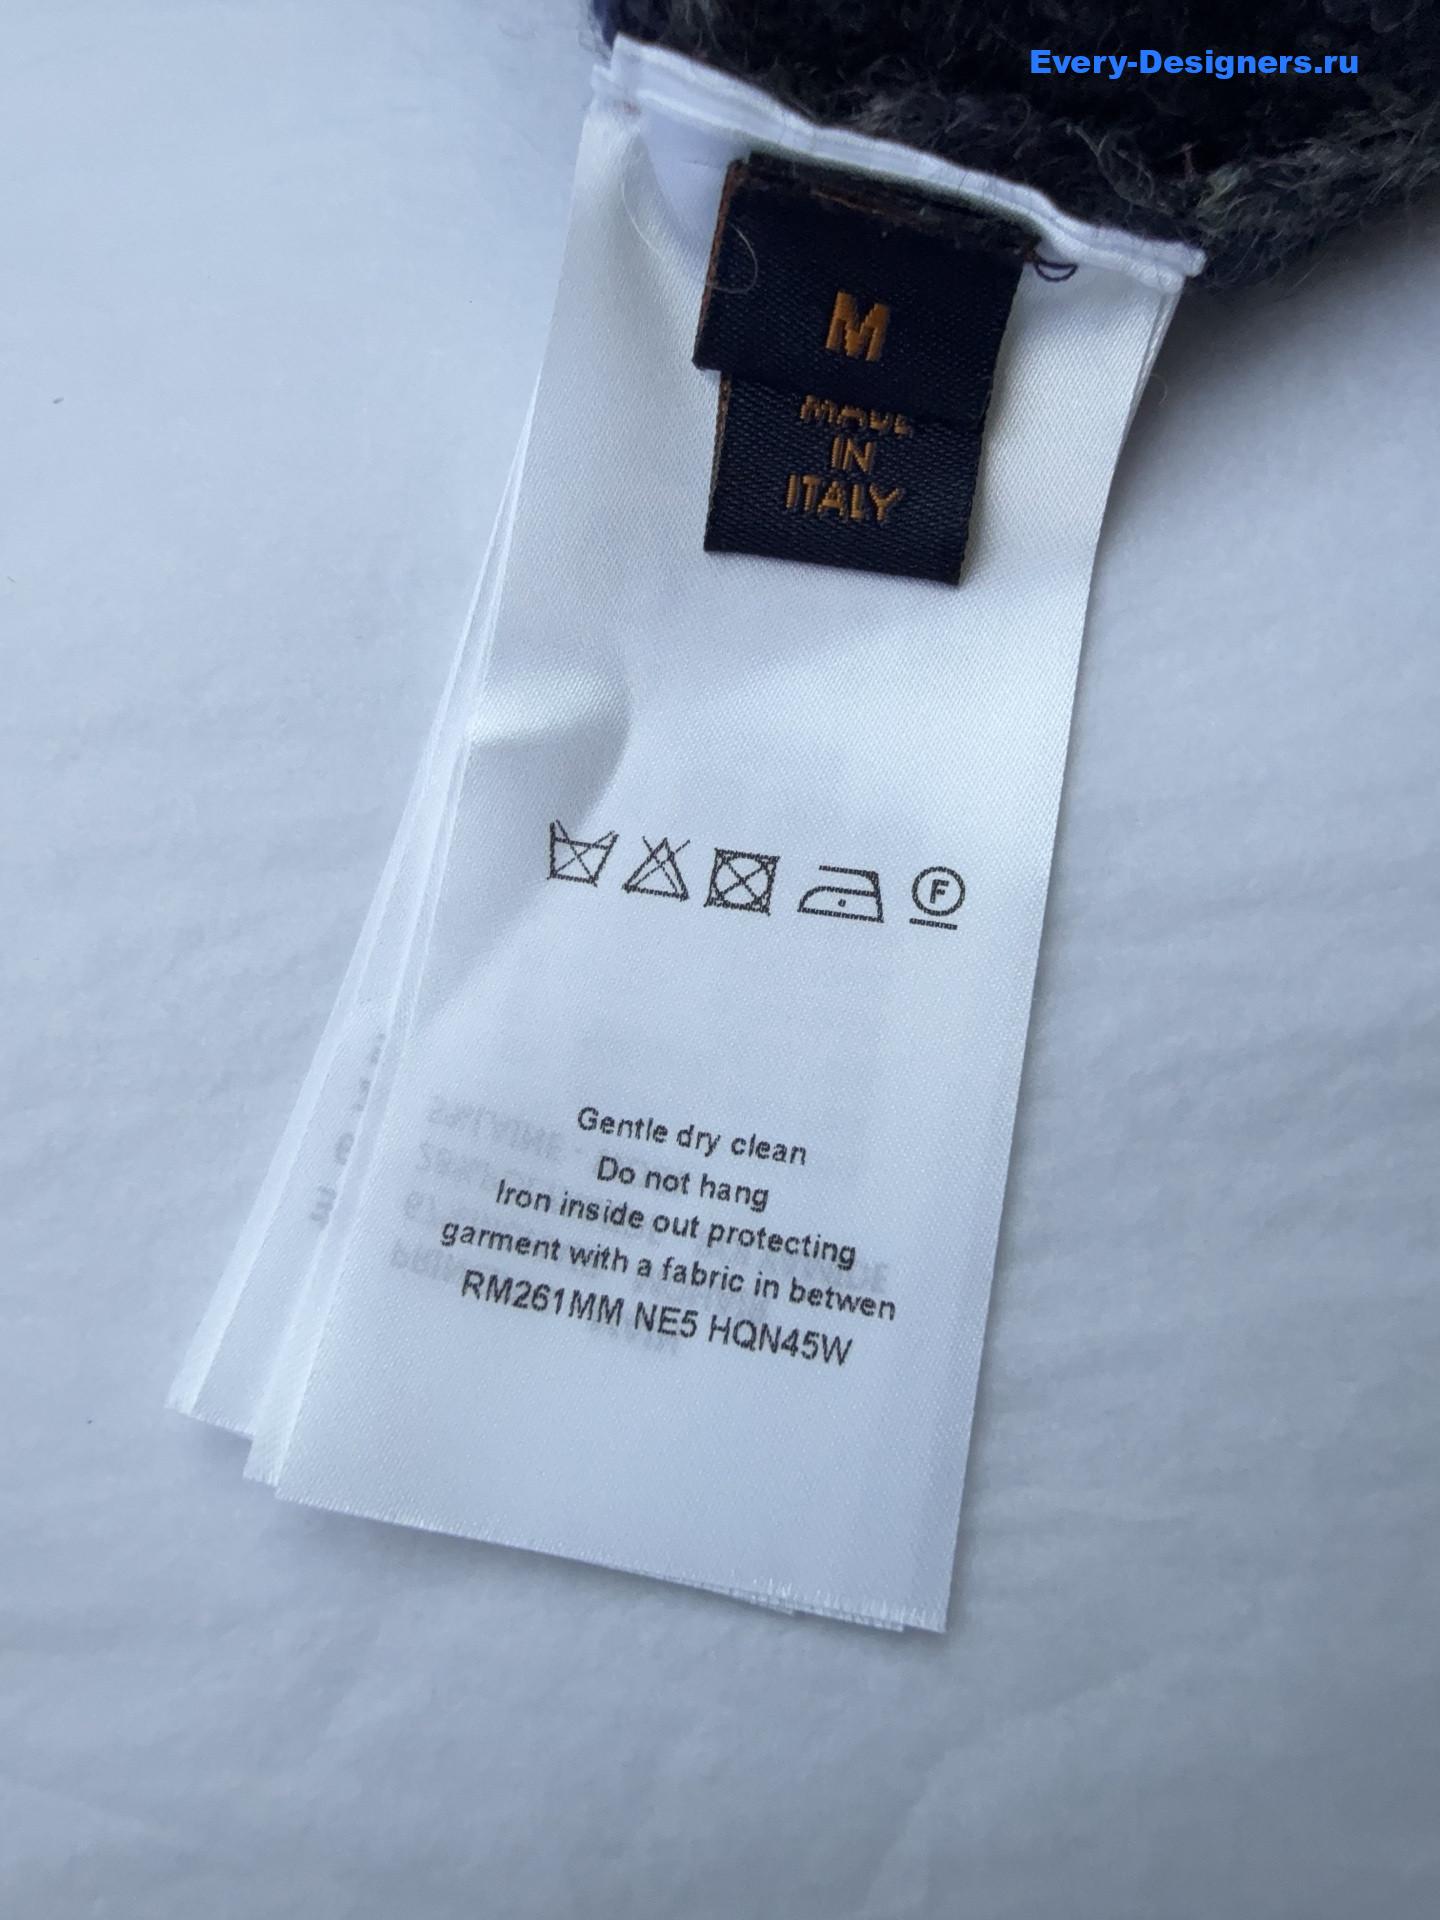 Every-Designers.ru
M
MADE
IN
ITALY
F
Gentle dry clean
Do not hang
Iron inside out protecting
garment with a fabric in betwen
RM261MM NE5 HQN45W